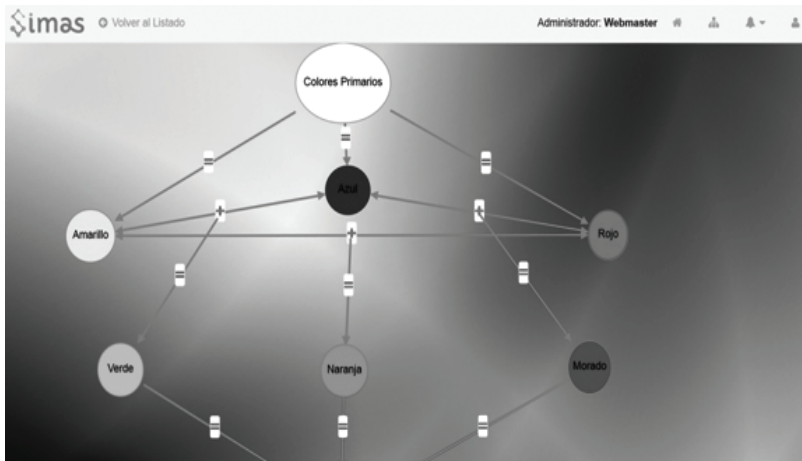 Simas
Volver al Listado
Administrador: Webmaster
Colores Primarios
=
=
=
Azul
+
+
+
Amarillo
Rojo
=
=
=
Verde
Naranja
Morado
=
=
=